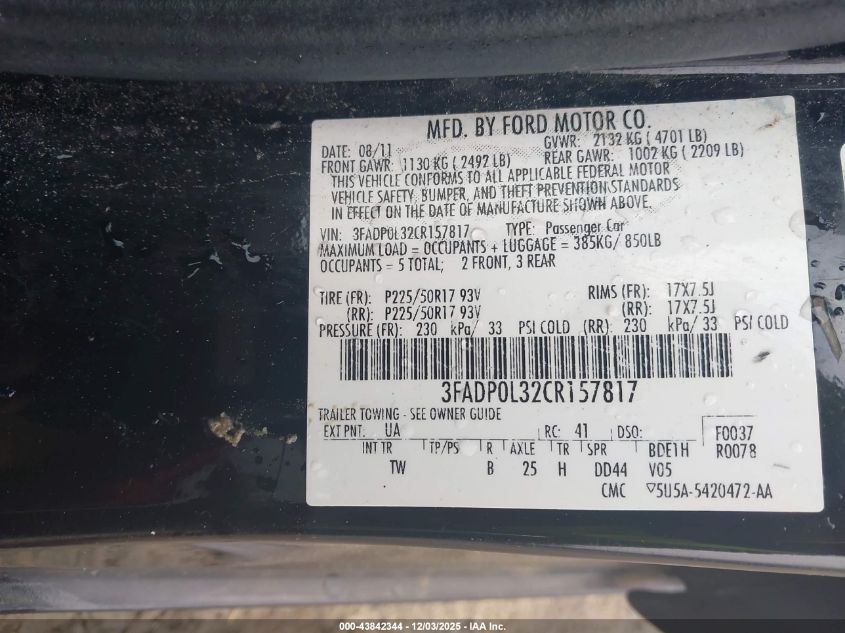 MFD. BY FORD MOTOR CO.
DATE: 08/11 GVWR: 2132 KG ( 4701 LB)
FRONT GAWR: 1130 KG ( 2492 LB) REAR GAWR: 1002 KG ( 2209 LB)
THIS VEHICLE CONFORMS TO ALL APPLICABLE FEDERAL MOTOR
VEHICLE SAFETY, BUMPER, AND THEFT PREVENTION STANDARDS
IN EFFECT ON THE DATE OF MANUFACTURE SHOWN ABOVE.
VIN: 3FADP0L32CR157817 TYPE: Passenger Car
MAXIMUM LOAD = OCCUPANTS + LUGGAGE = 385KG/ 850LB
OCCUPANTS = 5 TOTAL; 2 FRONT, 3 REAR
TIRE (FR): P225/50R17 93V RIMS (FR): 17X7.5J
(RR): P225/50R17 93V (RR): 17X7.5J
PRESSURE (FR): 230 kPa/ 33 PSI COLD (RR): 230 kPa/ 33 PSI COLD
3FADP0L32CR157817
TRAILER TOWING - SEE OWNER GUIDE
EXT PNT: UA RC: 41 DSO: F0037
INT TR TP/PS R AXLE TR SPR BDE1H R0078
TW B 25 H DD44 V05
CMC ▽5U5A-5420472-AA
000-43842344 | 12/03/2025 - IAA Inc.